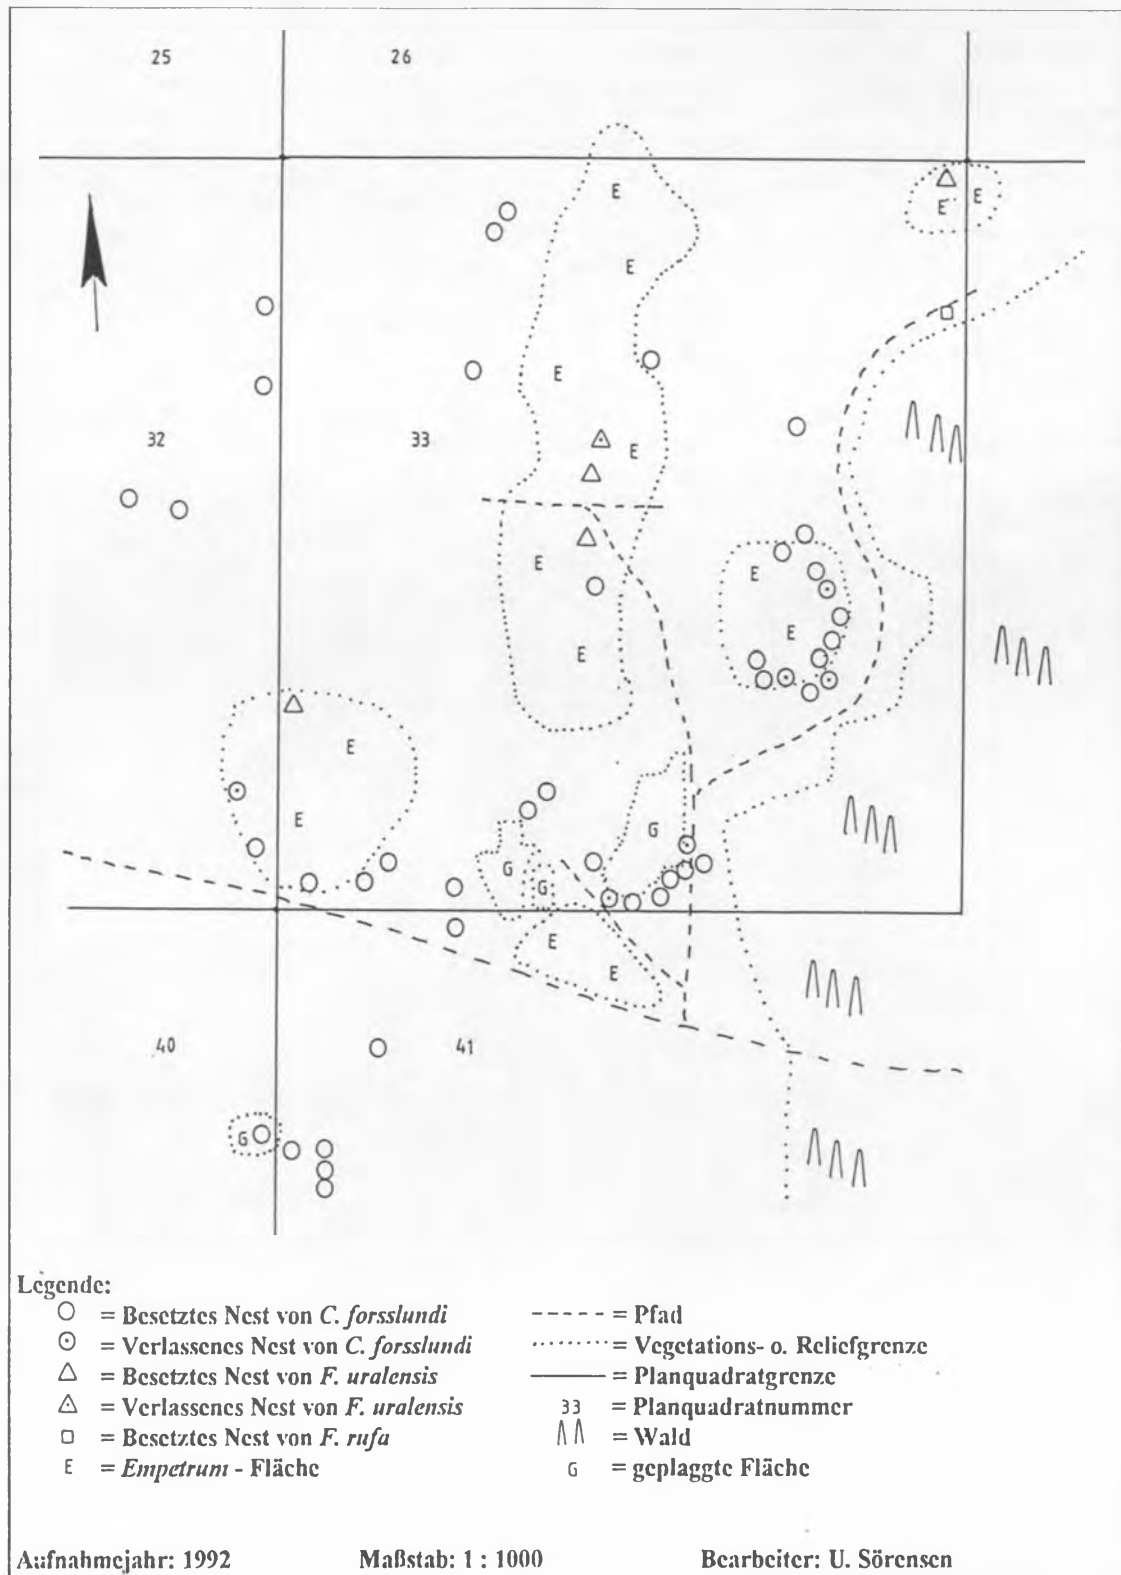 25 26
E
E E
E
E
32 33
E
E
E
E
E
E
E
G
G G
E
E
40 41
G
Legende:
= Besetztes Nest von C. forsslundi
= Verlassenes Nest von C. forsslundi
= Besetztes Nest von F. uralensis
= Verlassenes Nest von F. uralensis
= Besetztes Nest von F. rufa
E = Empetrum - Fläche
= Pfad
= Vegetations- o. Reliefgrenze
= Planquadratgrenze
33 = Planquadratnummer
= Wald
G = geplaggte Fläche
Aufnahmejahr: 1992 Maßstab: 1 : 1000 Bearbeiter: U. Sörensen